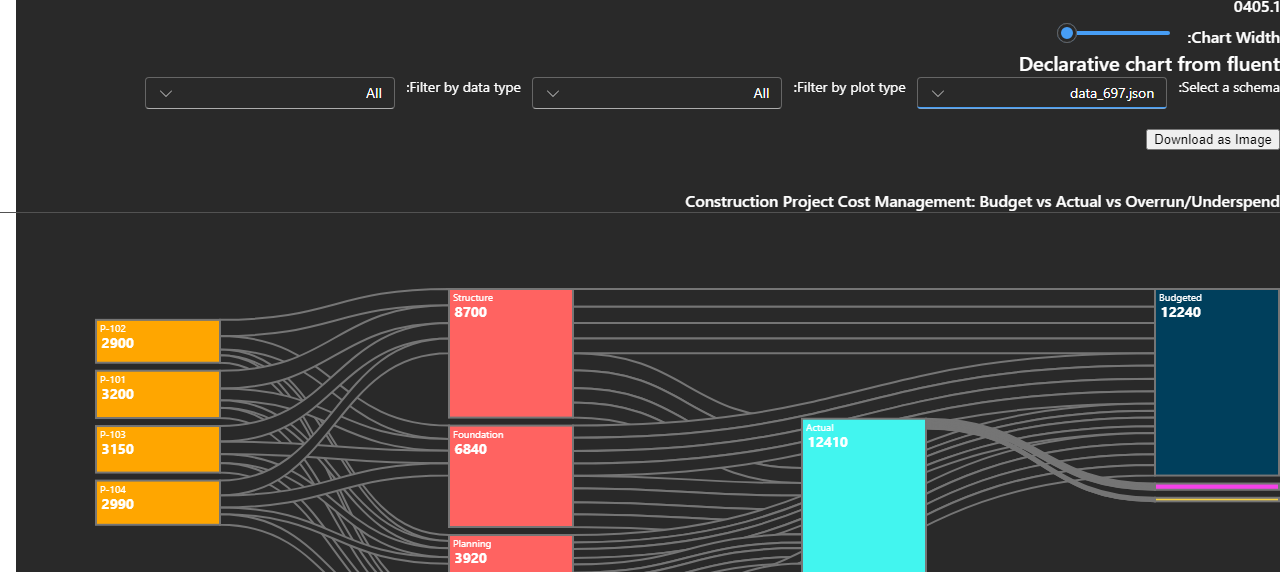 0405.1
:Chart Width
Declarative chart from fluent
:Select a schema
data_697.json
:Filter by plot type
All
:Filter by data type
All
Download as Image
Construction Project Cost Management: Budget vs Actual vs Overrun/Underspend
P-102
2900
P-101
3200
P-103
3150
P-104
2990
Structure
8700
Foundation
6840
Planning
3920
Actual
12410
Budgeted
12240